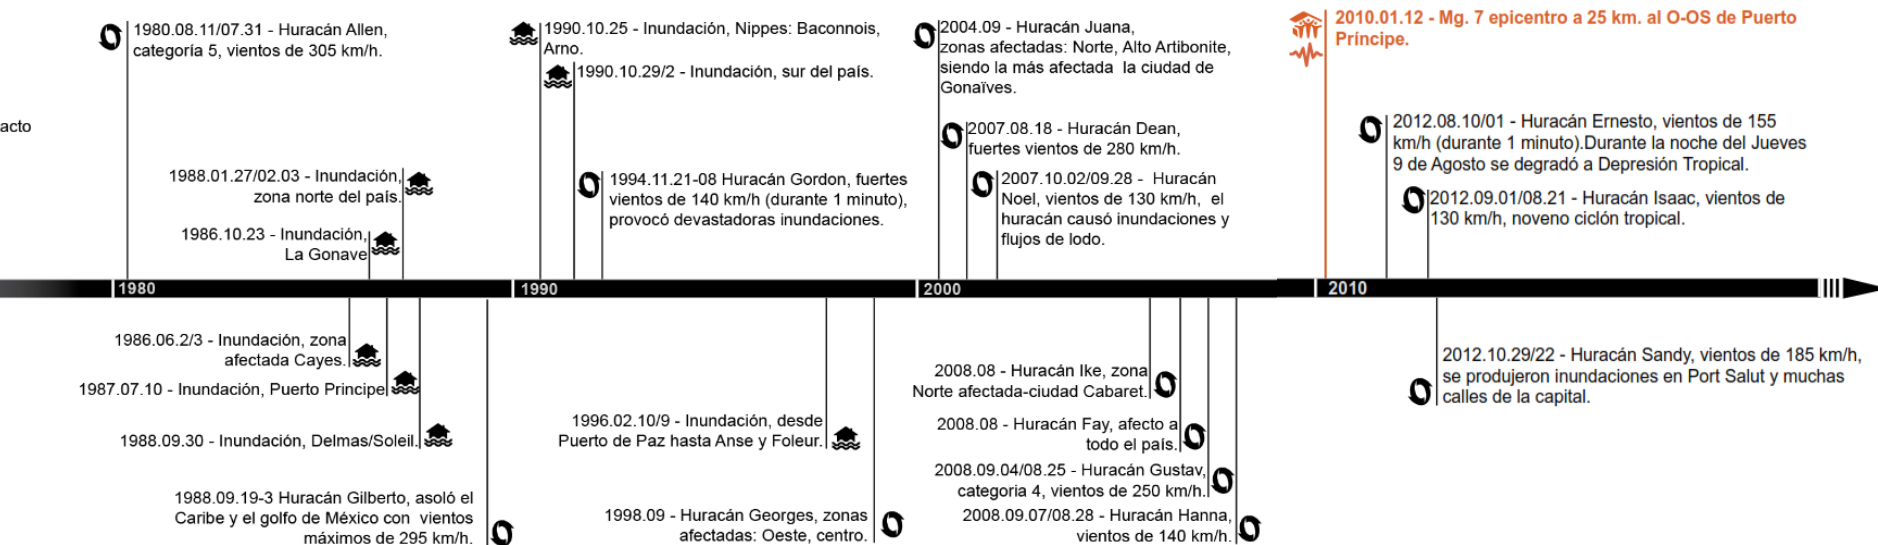 acto
1980.08.11/07.31 - Huracán Allen,
categoría 5, vientos de 305 km/h.
1988.01.27/02.03 - Inundación,
zona norte del país.
1986.10.23 - Inundación,
La Gonave
1990.10.25 - Inundación, Nippes: Baconnois,
Arno.
1990.10.29/2 - Inundación, sur del país.
1994.11.21-08 Huracán Gordon, fuertes
vientos de 140 km/h (durante 1 minuto),
provocó devastadoras inundaciones.
2004.09 - Huracán Juana,
zonas afectadas: Norte, Alto Artibonite,
siendo la más afectada la ciudad de
Gonaïves.
2007.08.18 - Huracán Dean,
fuertes vientos de 280 km/h.
2007.10.02/09.28 - Huracán
Noel, vientos de 130 km/h, el
huracán causó inundaciones y
flujos de lodo.
2010.01.12 - Mg. 7 epicentro a 25 km. al O-OS de Puerto
Príncipe.
2012.08.10/01 - Huracán Ernesto, vientos de 155
km/h (durante 1 minuto).Durante la noche del Jueves
9 de Agosto se degradó a Depresión Tropical.
2012.09.01/08.21 - Huracán Isaac, vientos de
130 km/h, noveno ciclón tropical.
1980
1990
2000
2010
1986.06.2/3 - Inundación, zona
afectada Cayes.
1987.07.10 - Inundación, Puerto Principe
1988.09.30 - Inundación, Delmas/Soleil.
1988.09.19-3 Huracán Gilberto, asoló el
Caribe y el golfo de México con vientos
máximos de 295 km/h.
1996.02.10/9 - Inundación, desde
Puerto de Paz hasta Anse y Foleur.
1998.09 - Huracán Georges, zonas
afectadas: Oeste, centro.
2008.08 - Huracán Ike, zona
Norte afectada-ciudad Cabaret.
2008.08 - Huracán Fay, afecto a
todo el país.
2008.09.04/08.25 - Huracán Gustav,
categoria 4, vientos de 250 km/h.
2008.09.07/08.28 - Huracán Hanna,
vientos de 140 km/h.
2012.10.29/22 - Huracán Sandy, vientos de 185 km/h,
se produjeron inundaciones en Port Salut y muchas
calles de la capital.